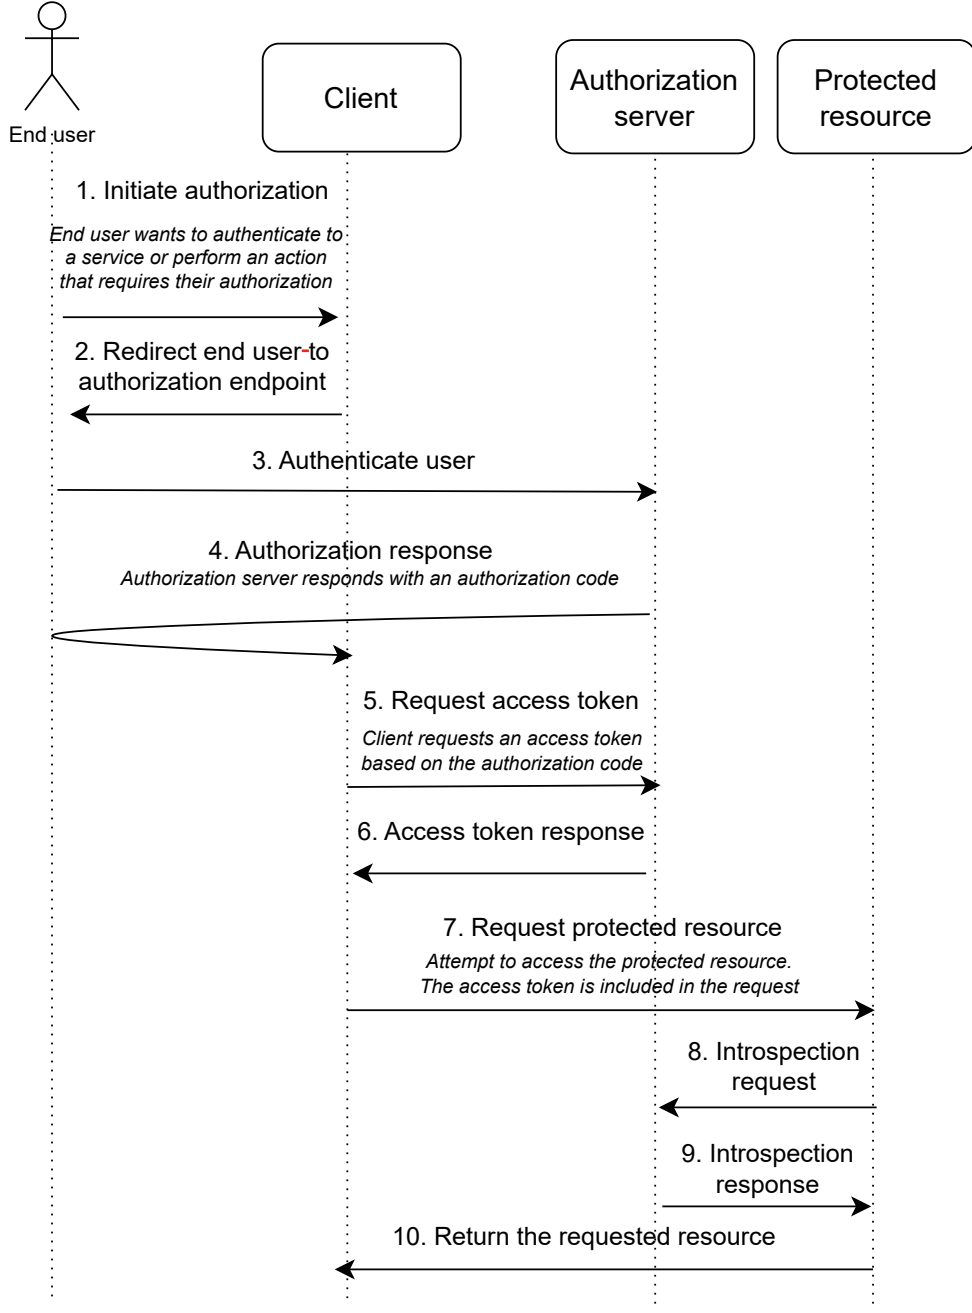 End user
Client
Authorization
server
Protected
resource
1. Initiate authorization
End user wants to authenticate to
a service or perform an action
that requires their authorization
2. Redirect end user-to
authorization endpoint
3. Authenticate user
4. Authorization response
Authorization server responds with an authorization code
5. Request access token
Client requests an access token
based on the authorization code
6. Access token response
7. Request protected resource
Attempt to access the protected resource.
The access token is included in the request
8. Introspection
request
9. Introspection
response
10. Return the requested resource